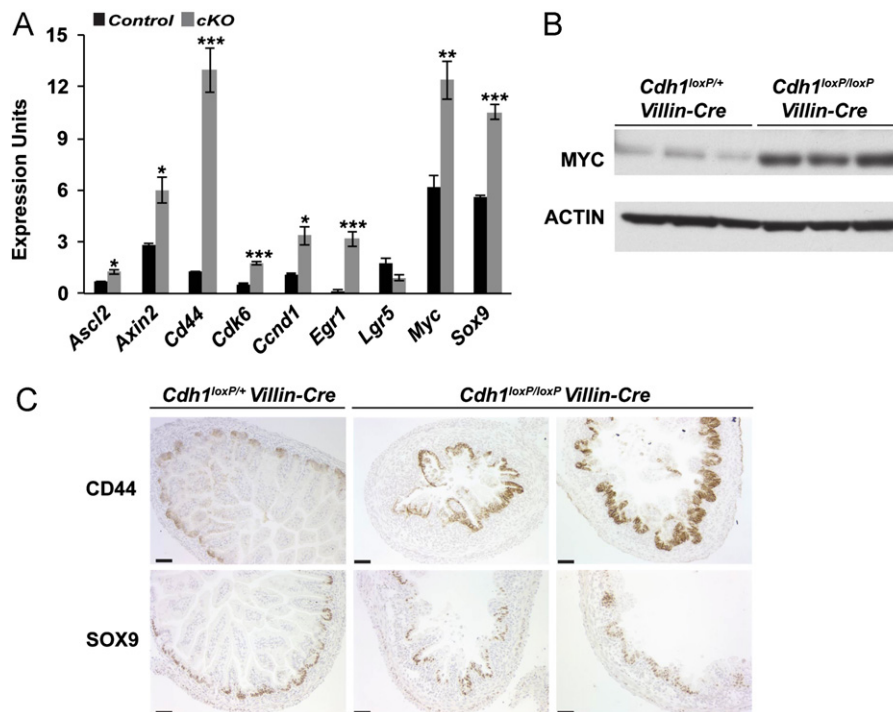 A
Control cKO
Expression Units
15
12
9
6
3
0
*
*
***
***
*
***
**
***
Ascl2
Axin2
Cd44
Cdk6
Ccnd1
Egr1
Lgr5
Myc
Sox9
B
Cdh1loxP/+ Villin-Cre
Cdh1loxP/loxP Villin-Cre
MYC
ACTIN
C
Cdh1loxP/+ Villin-Cre
Cdh1loxP/loxP Villin-Cre
CD44
SOX9